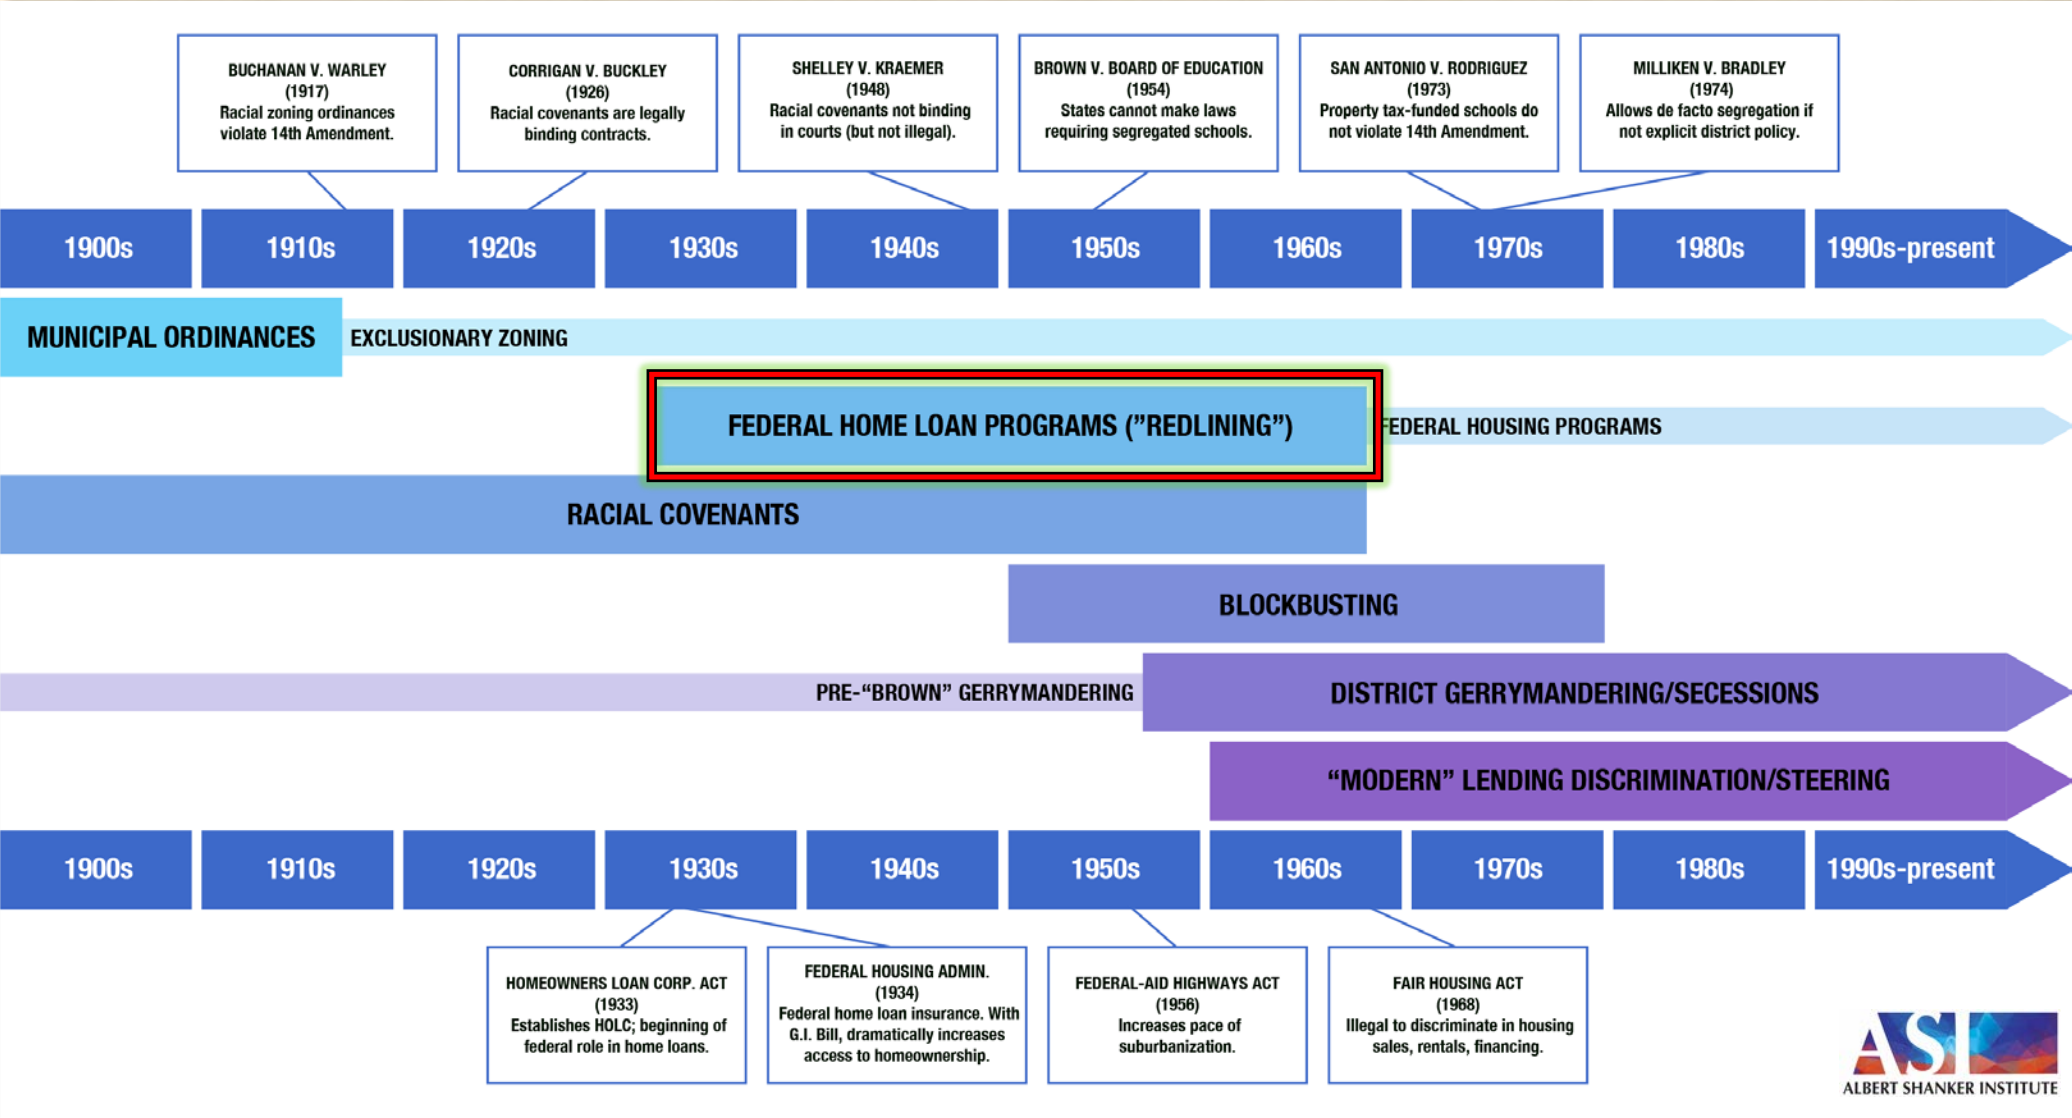 BUCHANAN V. WARLEY
(1917)
Racial zoning ordinances
violate 14th Amendment.
CORRIGAN V. BUCKLEY
(1926)
Racial covenants are legally
binding contracts.
SHELLEY V. KRAEMER
(1948)
Racial covenants not binding
in courts (but not illegal).
BROWN V. BOARD OF EDUCATION
(1954)
States cannot make laws
requiring segregated schools.
SAN ANTONIO V. RODRIGUEZ
(1973)
Property tax-funded schools do
not violate 14th Amendment.
MILLIKEN V. BRADLEY
(1974)
Allows de facto segregation if
not explicit district policy.
1900s
1910s
1920s
1930s
1940s
1950s
1960s
1970s
1980s
1990s-present
MUNICIPAL ORDINANCES
EXCLUSIONARY ZONING
FEDERAL HOME LOAN PROGRAMS (”REDLINING”)
FEDERAL HOUSING PROGRAMS
RACIAL COVENANTS
BLOCKBUSTING
PRE-“BROWN” GERRYMANDERING
DISTRICT GERRYMANDERING/SECESSIONS
“MODERN” LENDING DISCRIMINATION/STEERING
1900s
1910s
1920s
1930s
1940s
1950s
1960s
1970s
1980s
1990s-present
HOMEOWNERS LOAN CORP. ACT
(1933)
Establishes HOLC; beginning of
federal role in home loans.
FEDERAL HOUSING ADMIN.
(1934)
Federal home loan insurance. With
G.I. Bill, dramatically increases
access to homeownership.
FEDERAL-AID HIGHWAYS ACT
(1956)
Increases pace of
suburbanization.
FAIR HOUSING ACT
(1968)
Illegal to discriminate in housing
sales, rentals, financing.
ASI
ALBERT SHANKER INSTITUTE